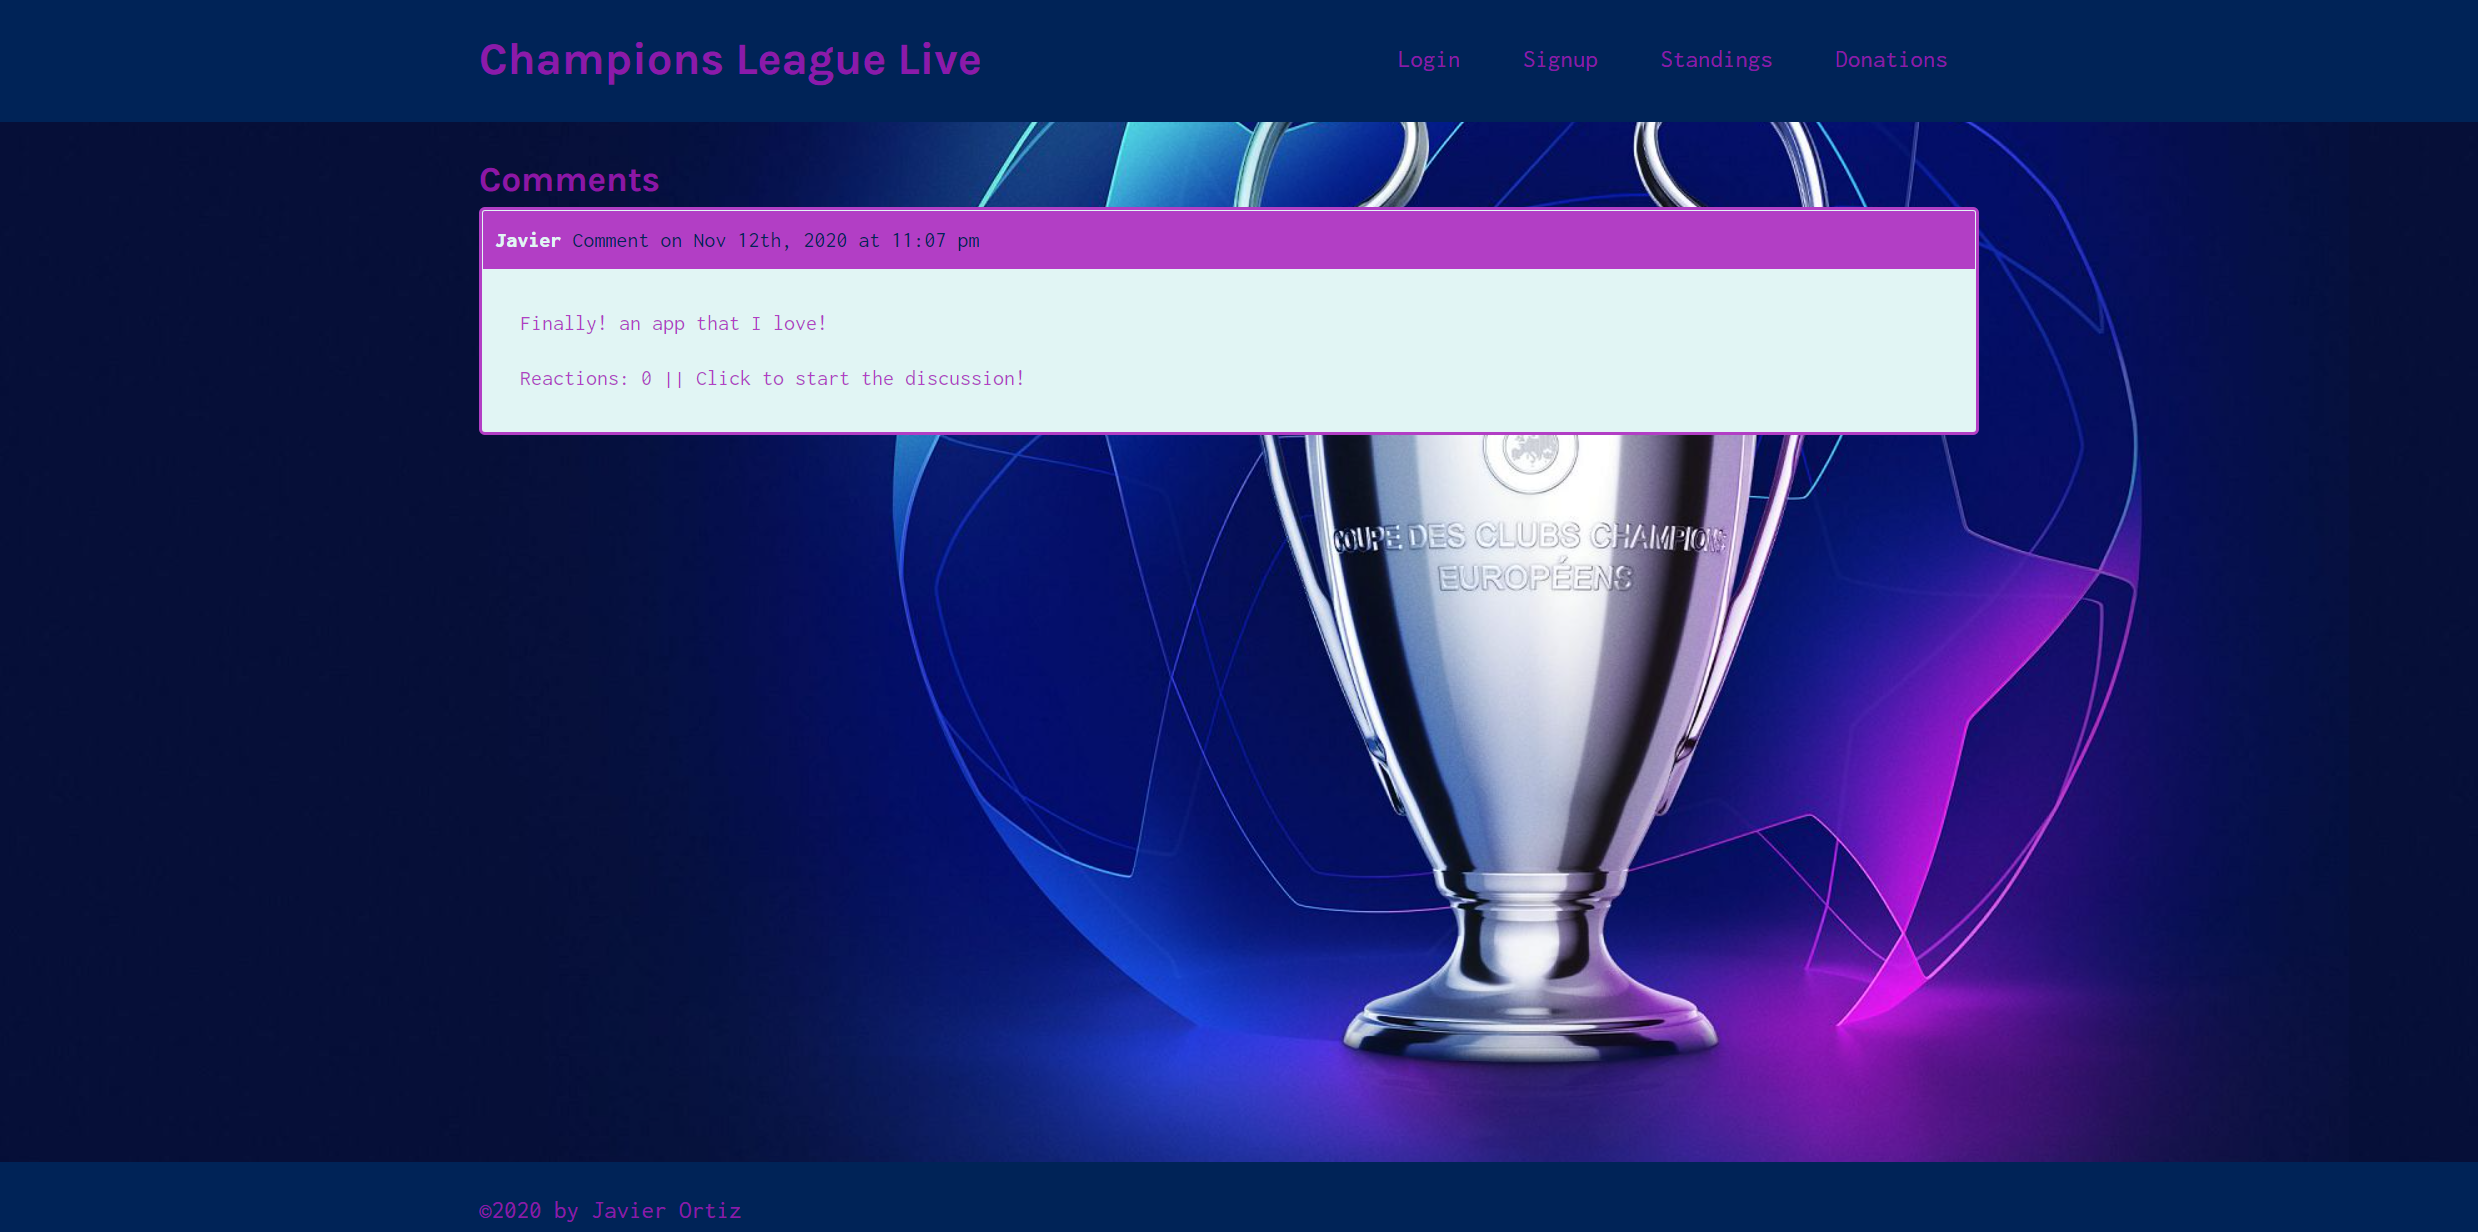 Champions League Live
Login Signup Standings Donations
Comments
Javier Comment on Nov 12th, 2020 at 11:07 pm
Finally! an app that I love!
Reactions: 0 || Click to start the discussion!
COUPE DES CLUBS CHAMPIONS
EUROPÉENS
©2020 by Javier Ortiz